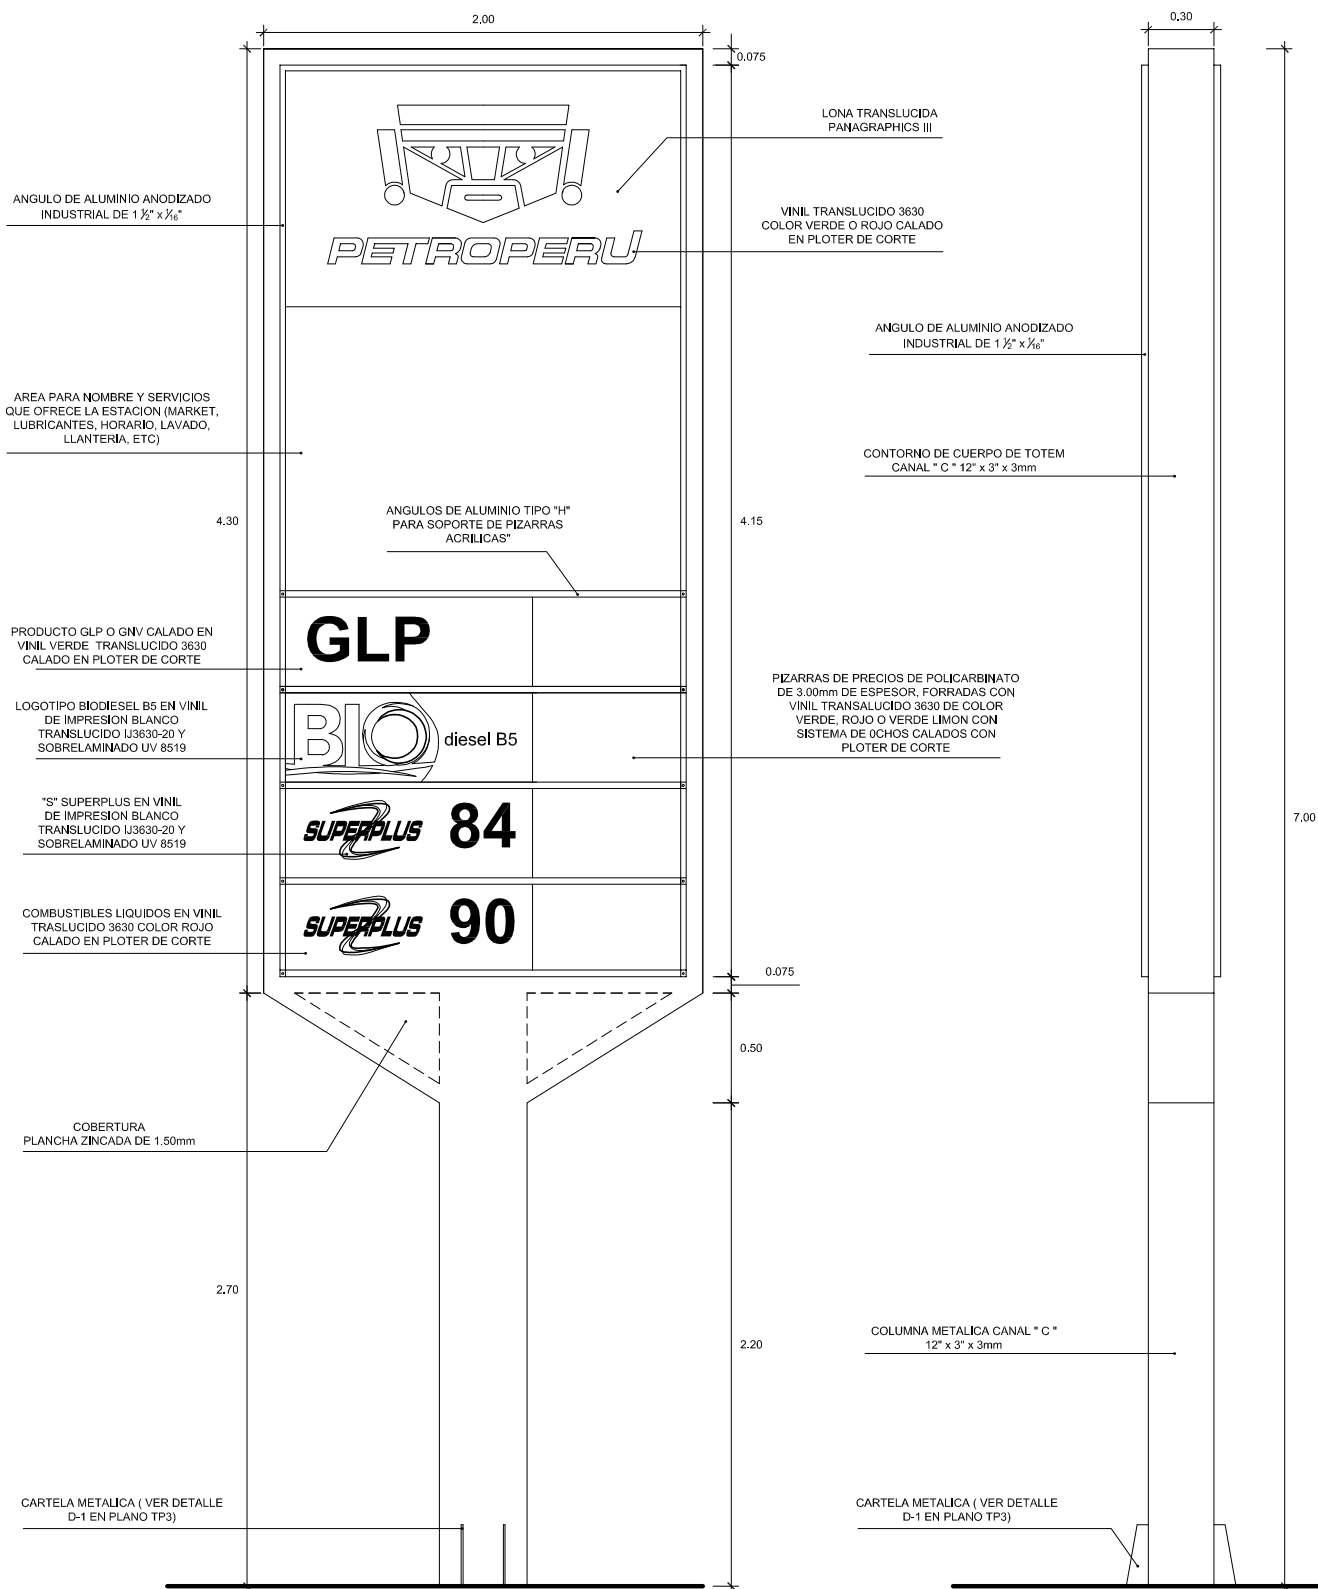 2.00
0.30
0.075
LONA TRANSLUCIDA
PANAGRAPHICS III
ANGULO DE ALUMINIO ANODIZADO
INDUSTRIAL DE 1 ½" x ⅟16"
VINIL TRANSLUCIDO 3630
COLOR VERDE O ROJO CALADO
EN PLOTER DE CORTE
PETROPERU
ANGULO DE ALUMINIO ANODIZADO
INDUSTRIAL DE 1 ½" x ⅟16"
AREA PARA NOMBRE Y SERVICIOS
QUE OFRECE LA ESTACION (MARKET,
LUBRICANTES, HORARIO, LAVADO,
LLANTERIA, ETC)
CONTORNO DE CUERPO DE TOTEM
CANAL " C " 12" x 3" x 3mm
4.30
ANGULOS DE ALUMINIO TIPO "H"
PARA SOPORTE DE PIZARRAS
ACRILICAS"
4.15
PRODUCTO GLP O GNV CALADO EN
VINIL VERDE TRANSLUCIDO 3630
CALADO EN PLOTER DE CORTE
GLP
PIZARRAS DE PRECIOS DE POLICARBINATO
DE 3.00mm DE ESPESOR, FORRADAS CON
VINIL TRANSALUCIDO 3630 DE COLOR
VERDE, ROJO O VERDE LIMON CON
SISTEMA DE 0CHOS CALADOS CON
PLOTER DE CORTE
LOGOTIPO BIODIESEL B5 EN VINIL
DE IMPRESION BLANCO
TRANSLUCIDO IJ3630-20 Y
SOBRELAMINADO UV 8519
BIO diesel B5
"S" SUPERPLUS EN VINIL
DE IMPRESION BLANCO
TRANSLUCIDO IJ3630-20 Y
SOBRELAMINADO UV 8519
SUPERPLUS 84
7.00
COMBUSTIBLES LIQUIDOS EN VINIL
TRASLUCIDO 3630 COLOR ROJO
CALADO EN PLOTER DE CORTE
SUPERPLUS 90
0.075
0.50
COBERTURA
PLANCHA ZINCADA DE 1.50mm
2.70
2.20
COLUMNA METALICA CANAL " C "
12" x 3" x 3mm
CARTELA METALICA ( VER DETALLE
D-1 EN PLANO TP3)
CARTELA METALICA ( VER DETALLE
D-1 EN PLANO TP3)